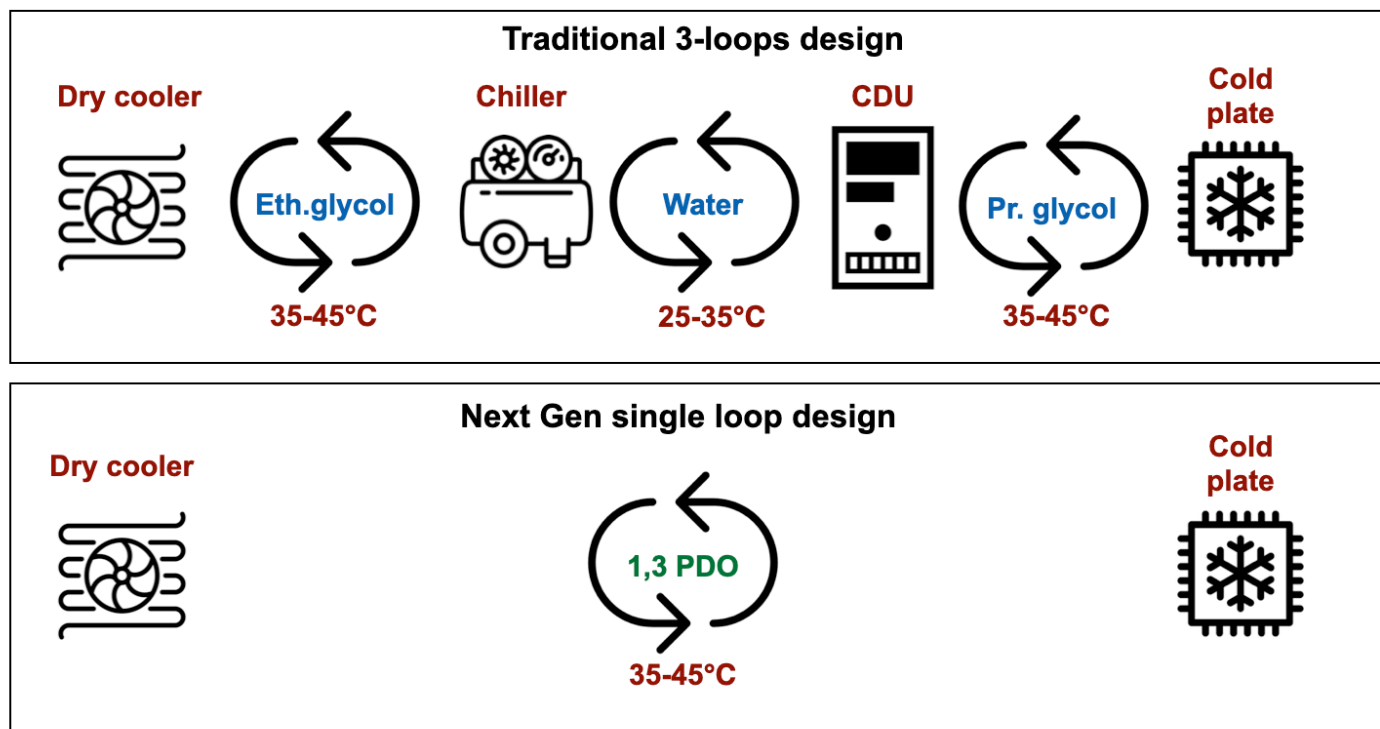 Traditional 3-loops design
Dry cooler
Chiller
CDU
Cold
plate
Eth.glycol
Water
Pr. glycol
35-45°C
25-35°C
35-45°C
Next Gen single loop design
Dry cooler
Cold
plate
1,3 PDO
35-45°C